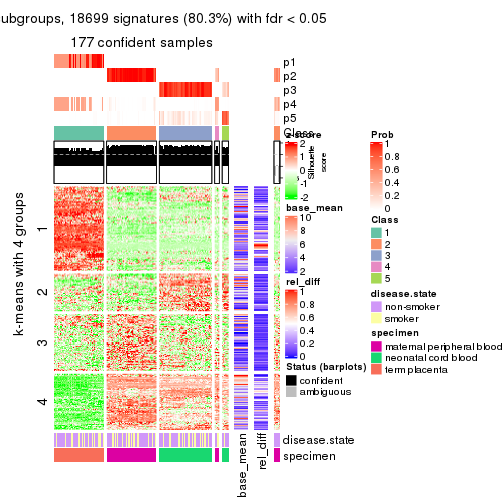 ubgroups, 18699 signatures (80.3%) with fdr < 0.05
177 confident samples
p1
p2
p3
p4
p5
Class
z-score
2
1
0
-1
-2
Silhouette
score
k-means with 4 groups
1
2
3
4
base_mean
10
8
6
4
2
rel_diff
1
0.8
0.6
0.4
0.2
0
Status (barplots)
confident
ambiguous
Prob
1
0.8
0.6
0.4
0.2
0
Class
1
2
3
4
5
disease.state
non-smoker
smoker
specimen
maternal peripheral blood
neonatal cord blood
term placenta
disease.state
specimen
base_mean
rel_diff